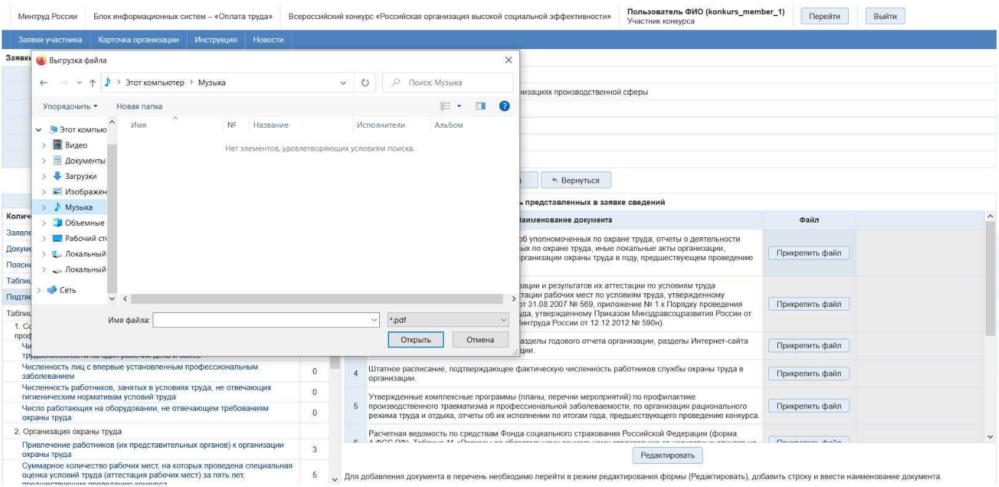 Минтруд России
Блок информационных систем – «Оплата труда»
Всероссийский конкурс «Российская организация высокой социальной эффективности»
Пользователь ФИО (konkurs_member_1)
Участник конкурса
Перейти
Выйти
Заявки участника
Карточка организации
Инструкция
Новости
Заявки
Выгрузка файла
Этот компьютер
Музыка
Поиск: Музыка
Упорядочить
Новая папка
Имя
№
Название
Исполнители
Альбом
Нет элементов, удовлетворяющих условиям поиска.
Этот компью
Видео
Документы
Загрузки
Изображен
Музыка
Объемные
Рабочий сто
Локальный
Локальный
Сеть
Имя файла:
*.pdf
Открыть
Отмена
низациях производственной сферы
Вернуться
ь представленных в заявке сведений
Наименование документа
Файл
об уполномоченных по охране труда, отчеты о деятельности
ых по охране труда, иные локальные акты организации,
рганизации охраны труда в году, предшествующем проведению
Прикрепить файл
зации и результатов их аттестации по условиям труда
стации рабочих мест по условиям труда, утвержденному
от 31.08.2007 № 569, приложение № 1 к Порядку проведения
уда, утвержденному Приказом Минздравсоцразвития России от
Минтруда России от 12.12.2012 № 590н).
Прикрепить файл
разделы годового отчета организации, разделы Интернет-сайта
ции.
Прикрепить файл
4
Штатное расписание, подтверждающее фактическую численность работников службы охраны труда в
организации.
Прикрепить файл
5
Утвержденные комплексные программы (планы, перечни мероприятий) по профилактике
производственного травматизма и профессиональной заболеваемости, по организации рационального
режима труда и отдыха, отчеты об их исполнении по итогам года, предшествующего проведению конкурса.
Прикрепить файл
6
Расчетная ведомость по средствам Фонда социального страхования Российской Федерации (форма
4-ФСС РФ). Таблица 11 «Расходы по обязательному социальному страхованию от несчастных случаев на
Прикрепить файл
Редактировать
Для добавления документа в перечень необходимо перейти в режим редактирования формы (Редактировать), добавить строку и ввести наименование документа.
Количе
Заявле
Докуме
Поясни
Таблиц
Подтве
Таблиц
1. Со
проф
Чи
трудоспособности на один рабочий день и более
Численность лиц с впервые установленным профессиональным
заболеванием
0
Численность работников, занятых в условиях труда, не отвечающих
гигиеническим нормативам условий труда
0
Число работающих на оборудовании, не отвечающем требованиям
охраны труда
0
2. Организация охраны труда
Привлечение работников (их представительных органов) к организации
охраны труда
3
Суммарное количество рабочих мест, на которых проведена специальная
оценка условий труда (аттестация рабочих мест) за пять лет,
предшествующих проведению конкурса
5